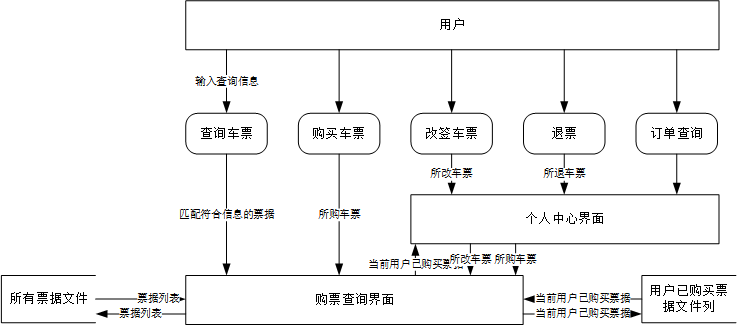 用户
输入查询信息
查询车票
购买车票
改签车票
退票
订单查询
所改车票
所退车票
匹配符合信息的票据
所购车票
个人中心界面
当前用户已购买票据
所改车票
所购车票
所有票据文件
票据列表
票据列表
购票查询界面
当前用户已购买票据
当前用户已购买票据
用户已购买票
据文件列